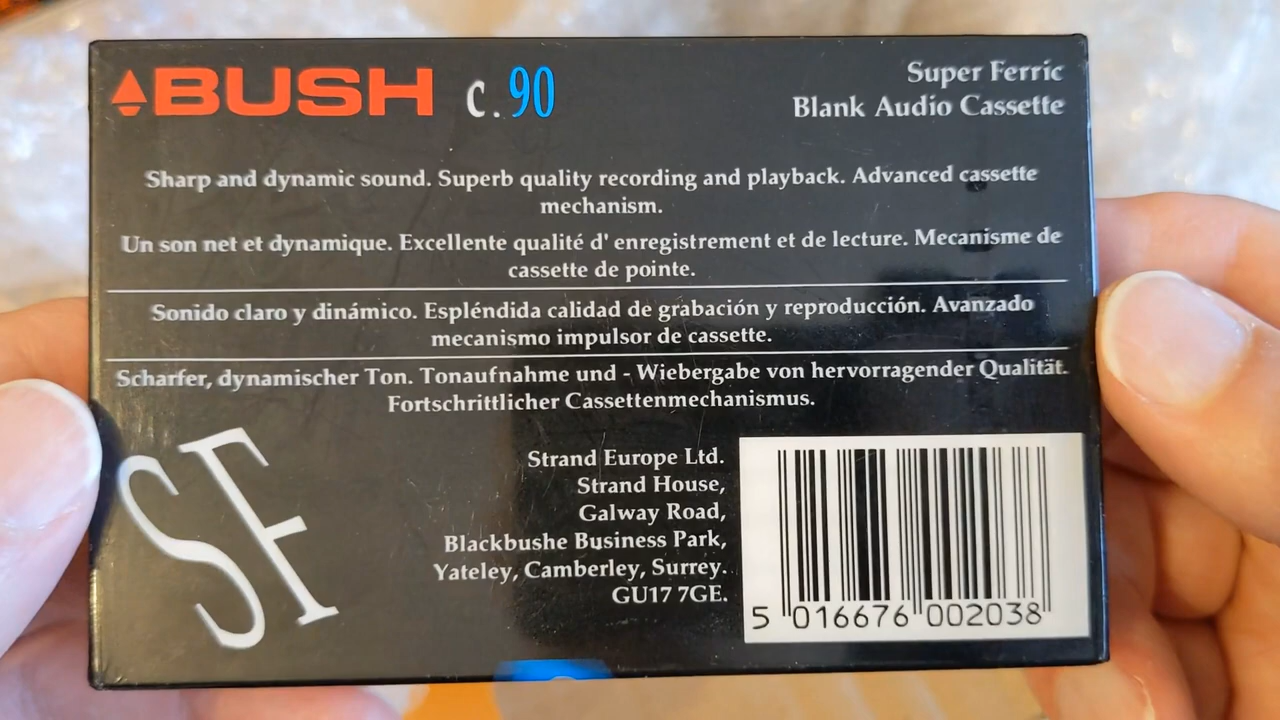 BUSH c.90
Super Ferric
Blank Audio Cassette
Sharp and dynamic sound. Superb quality recording and playback. Advanced cassette
mechanism.
Un son net et dynamique. Excellente qualité d' enregistrement et de lecture. Mecanisme de
cassette de pointe.
Sonido claro y dinámico. Espléndida calidad de grabación y reproducción. Avanzado
mecanismo impulsor de cassette.
Scharfer, dynamischer Ton. Tonaufnahme und - Wiebergabe von hervorragender Qualität.
Fortschrittlicher Cassettenmechanismus.
SF
Strand Europe Ltd.
Strand House,
Galway Road,
Blackbushe Business Park,
Yateley, Camberley, Surrey.
GU17 7GE.
5 016676 002038